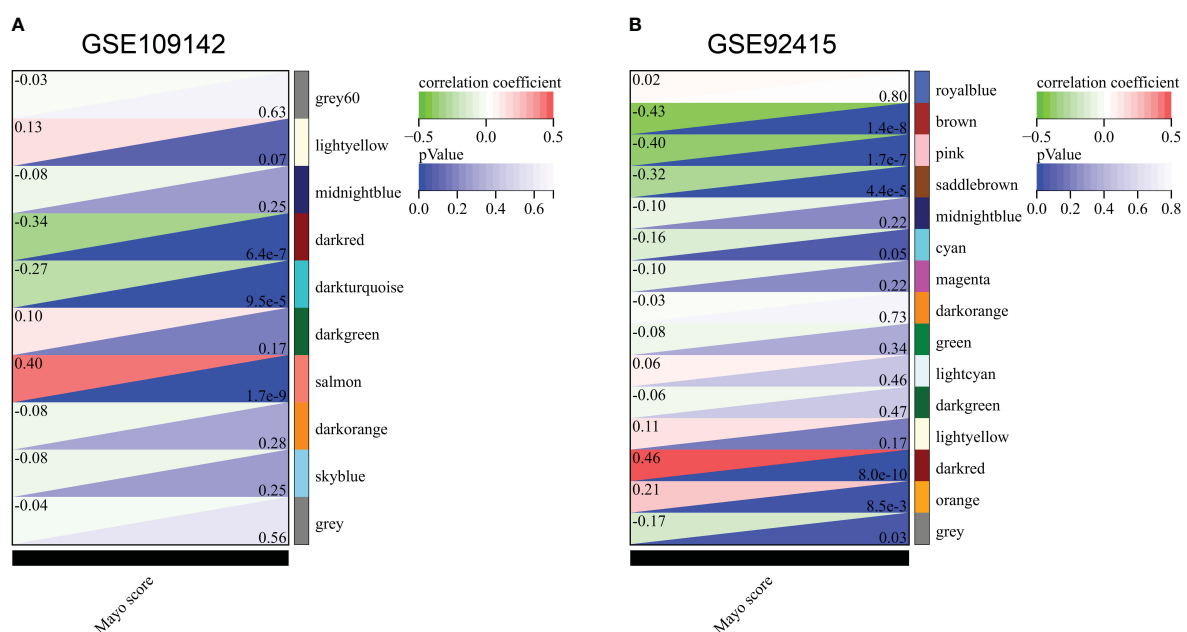 A
GSE109142
-0.03
0.63
grey60
0.13
0.07
lightyellow
-0.08
0.25
midnightblue
-0.34
6.4e-7
darkred
-0.27
9.5e-5
darkturquoise
0.10
0.17
darkgreen
0.40
1.7e-9
salmon
-0.08
0.28
darkorange
-0.08
0.25
skyblue
-0.04
0.56
grey
Mayo score
correlation coefficient
−0.5 0.0 0.5
pValue
0.0 0.2 0.4 0.6
B
GSE92415
0.02
0.80
royalblue
-0.43
1.4e-8
brown
-0.40
1.7e-7
pink
-0.32
4.4e-5
saddlebrown
-0.10
0.22
midnightblue
-0.16
0.05
cyan
-0.10
0.22
magenta
-0.03
0.73
darkorange
-0.08
0.34
green
0.06
0.46
lightcyan
-0.06
0.47
darkgreen
0.11
0.17
lightyellow
0.46
8.0e-10
darkred
0.21
8.5e-3
orange
-0.17
0.03
grey
Mayo score
correlation coefficient
−0.5 0.0 0.5
pValue
0.0 0.2 0.4 0.6 0.8